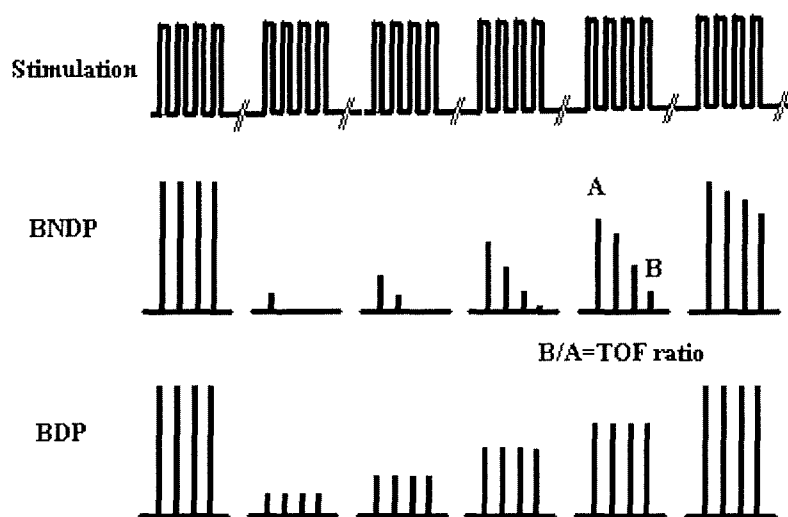 Stimulation
BNDP
A
B
B/A=TOF ratio
BDP